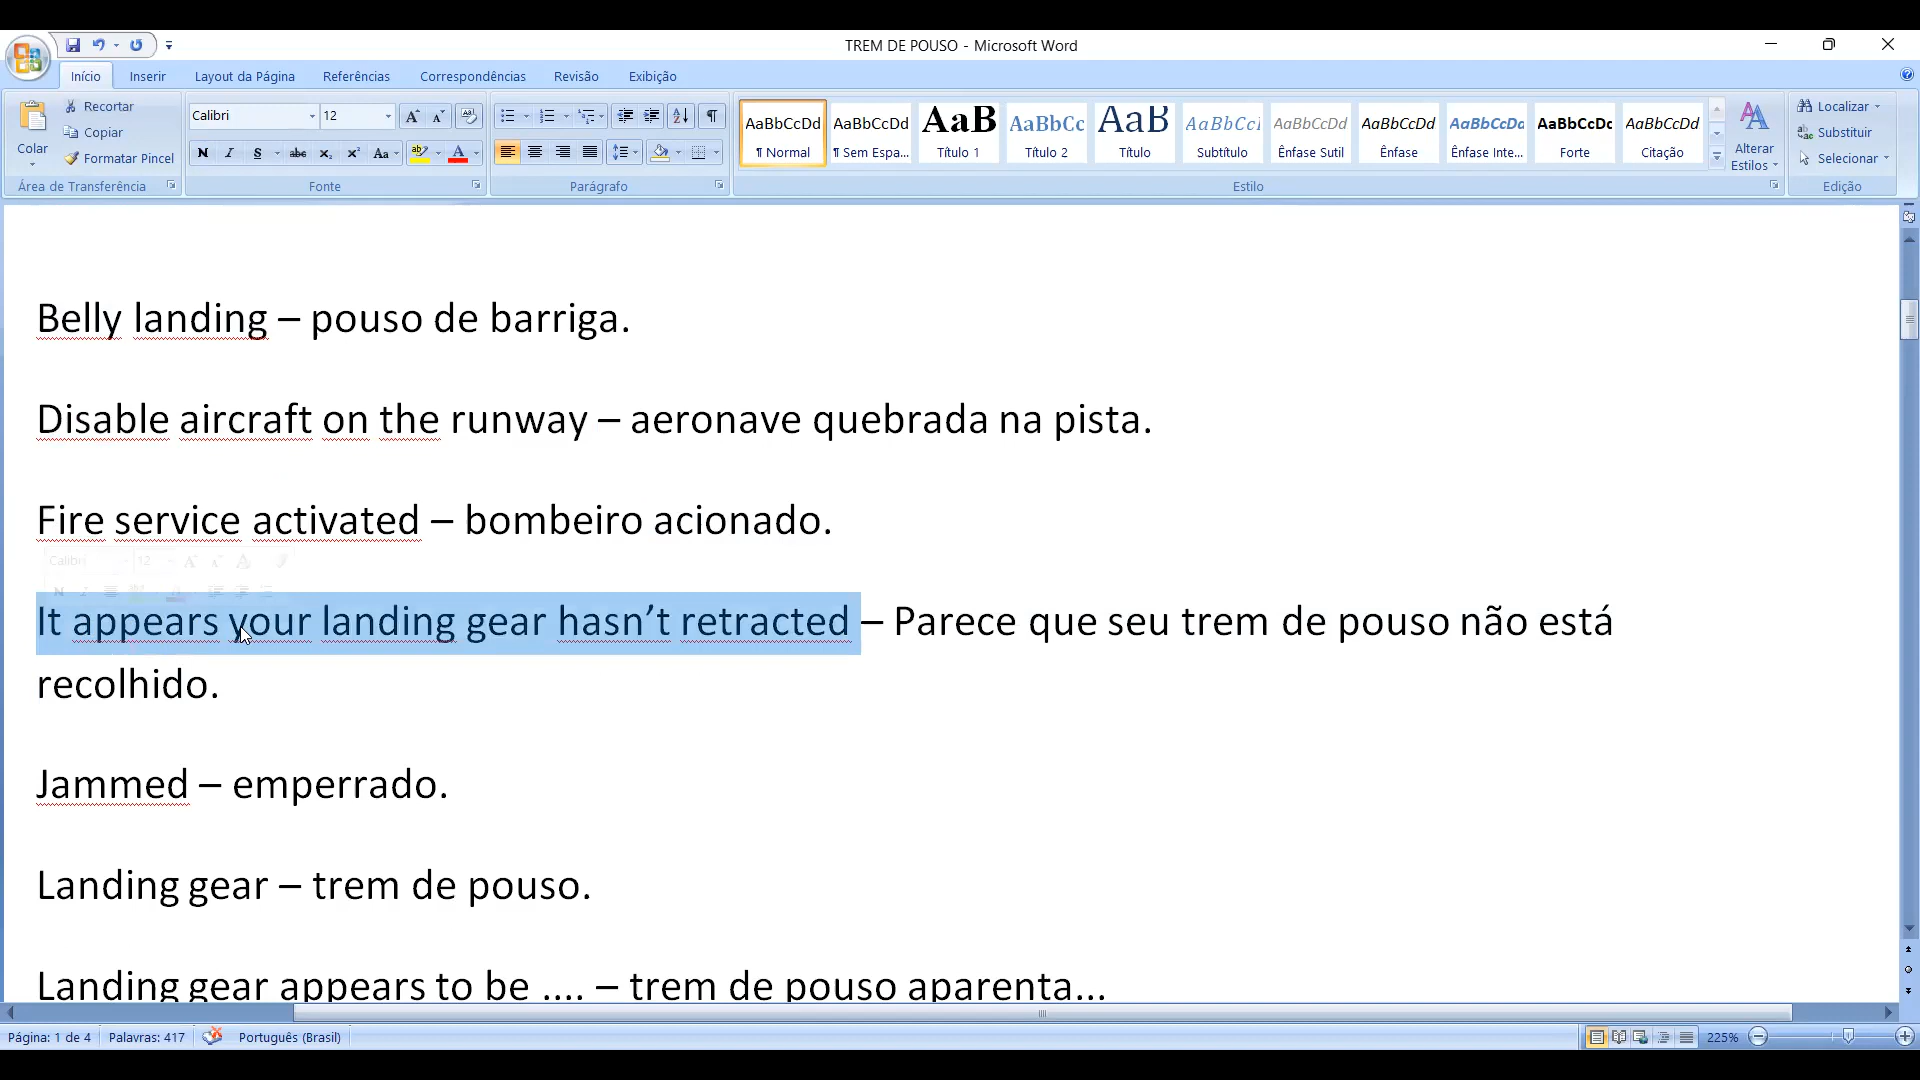 TREM DE POUSO - Microsoft Word
Início Inserir Layout da Página Referências Correspondências Revisão Exibição
Colar
Recortar
Copiar
Formatar Pincel
Área de Transferência
Calibri 12
N I S abc x₂ x² Aa
Fonte
Parágrafo
AaBbCcDd AaBbCcDd AaB AaBbCc AaB AaBbCcI AaBbCcDd AaBbCcDd AaBbCcDd AaBbCcDc AaBbCcDd
¶ Normal ¶ Sem Espa... Título 1 Título 2 Título Subtítulo Ênfase Sutil Ênfase Ênfase Inte... Forte Citação
Alterar
Estilos
Estilo
Localizar
Substituir
Selecionar
Edição
Belly landing – pouso de barriga.
Disable aircraft on the runway – aeronave quebrada na pista.
Fire service activated – bombeiro acionado.
Calibri 12
It appears your landing gear hasn’t retracted – Parece que seu trem de pouso não está
recolhido.
Jammed – emperrado.
Landing gear – trem de pouso.
Landing gear appears to be .... – trem de pouso aparenta...
Página: 1 de 4 Palavras: 417 Português (Brasil) 225%